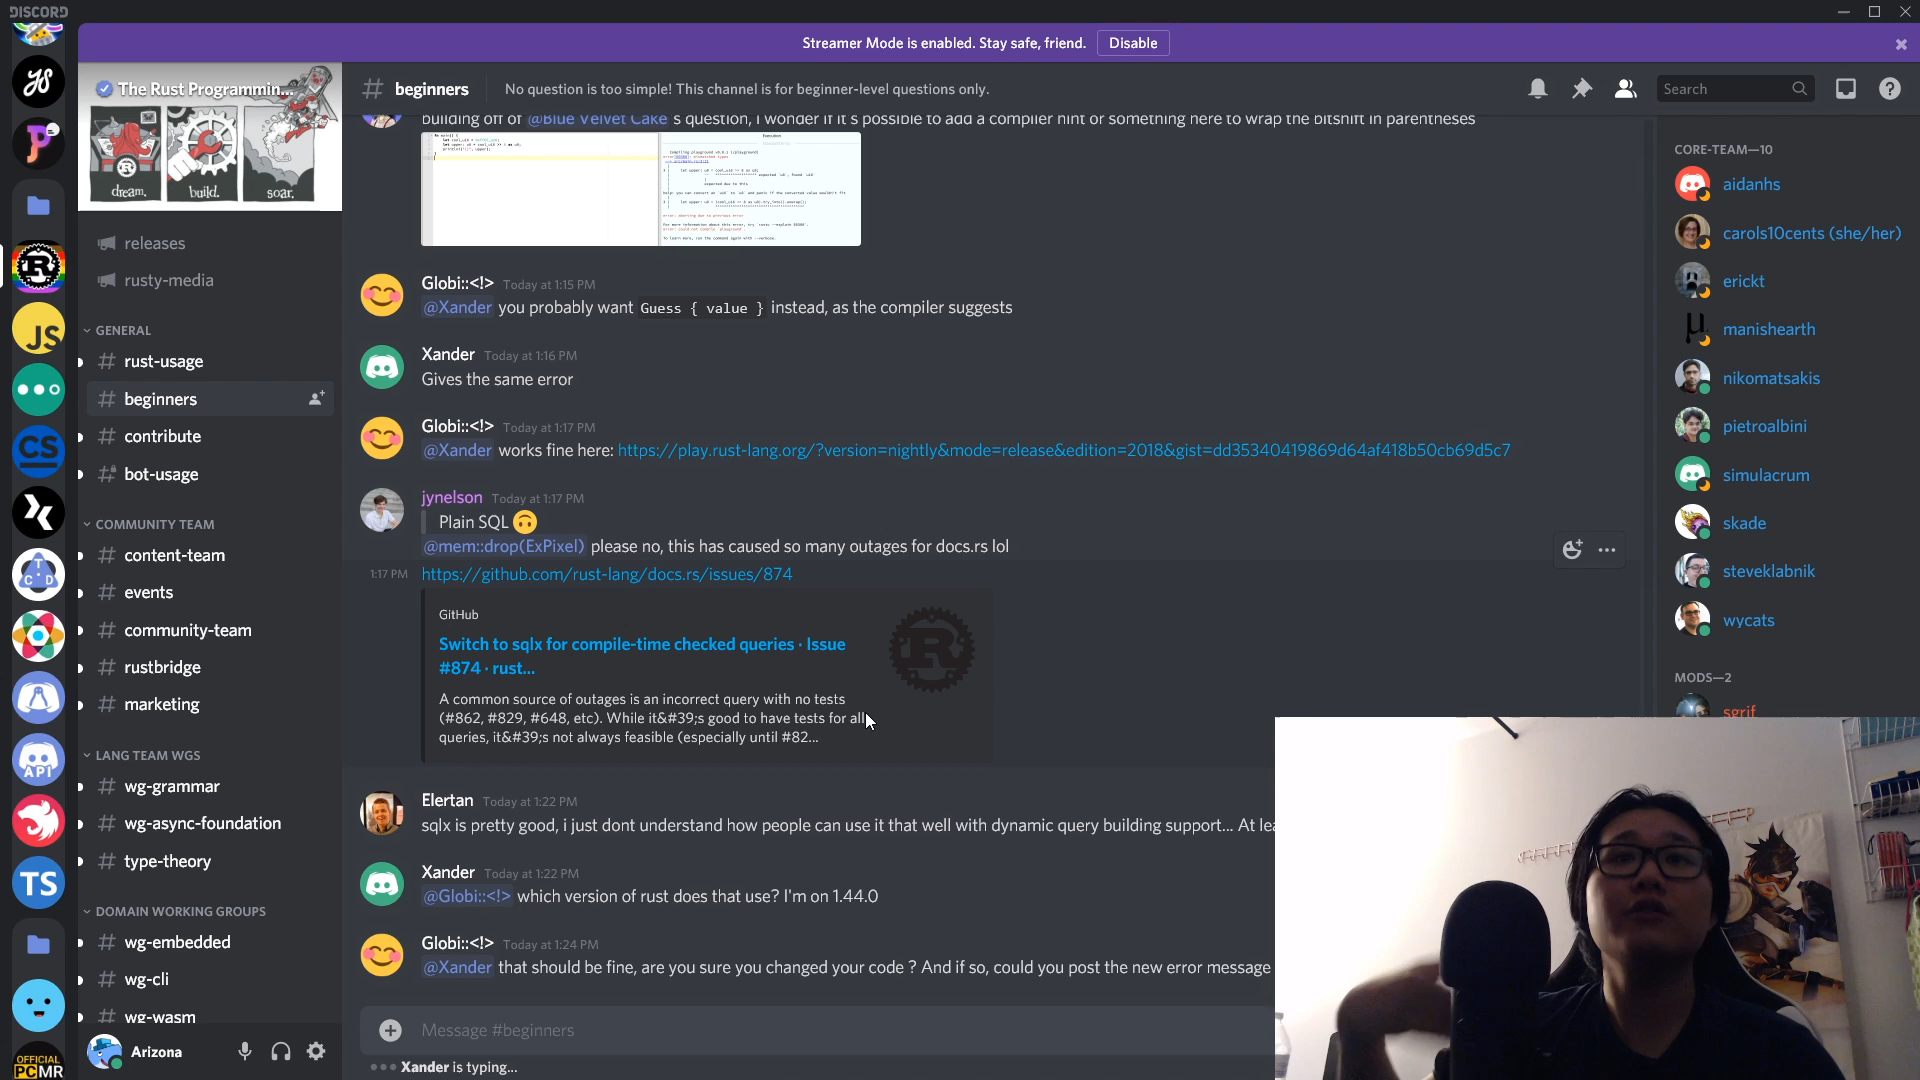 DISCORD
Streamer Mode is enabled. Stay safe, friend.
Disable
The Rust Programmin...
dream.
build.
soar.
releases
rusty-media
GENERAL
rust-usage
beginners
contribute
bot-usage
COMMUNITY TEAM
content-team
events
community-team
rustbridge
marketing
LANG TEAM WGS
wg-grammar
wg-async-foundation
type-theory
DOMAIN WORKING GROUPS
wg-embedded
wg-cli
wg-wasm
Arizona
JS
CS
TCD
API
TS
OFFICIAL
PCMR
# beginners
No question is too simple! This channel is for beginner-level questions only.
Search
building off of @Blue Velvet Cake 's question, I wonder if it's possible to add a compiler hint or something here to wrap the bitshift in parentheses
Globi::<!> Today at 1:15 PM
@Xander you probably want Guess { value } instead, as the compiler suggests
Xander Today at 1:16 PM
Gives the same error
Globi::<!> Today at 1:17 PM
@Xander works fine here: https://play.rust-lang.org/?version=nightly&mode=release&edition=2018&gist=dd35340419869d64af418b50cb69d5c7
jynelson Today at 1:17 PM
Plain SQL 🙃
@mem::drop(ExPixel) please no, this has caused so many outages for docs.rs lol
1:17 PM https://github.com/rust-lang/docs.rs/issues/874
GitHub
Switch to sqlx for compile-time checked queries · Issue
#874 · rust...
A common source of outages is an incorrect query with no tests
(#862, #829, #648, etc). While it&#39;s good to have tests for all
queries, it&#39;s not always feasible (especially until #82...
Elertan Today at 1:22 PM
sqlx is pretty good, i just dont understand how people can use it that well with dynamic query building support... At lea
Xander Today at 1:22 PM
@Globi::<!> which version of rust does that use? I'm on 1.44.0
Globi::<!> Today at 1:24 PM
@Xander that should be fine, are you sure you changed your code ? And if so, could you post the new error message
Message #beginners
Xander is typing...
CORE-TEAM—10
aidanhs
carols10cents (she/her)
erickt
manishearth
nikomatsakis
pietroalbini
simulacrum
skade
steveklabnik
wycats
MODS—2
sgrif